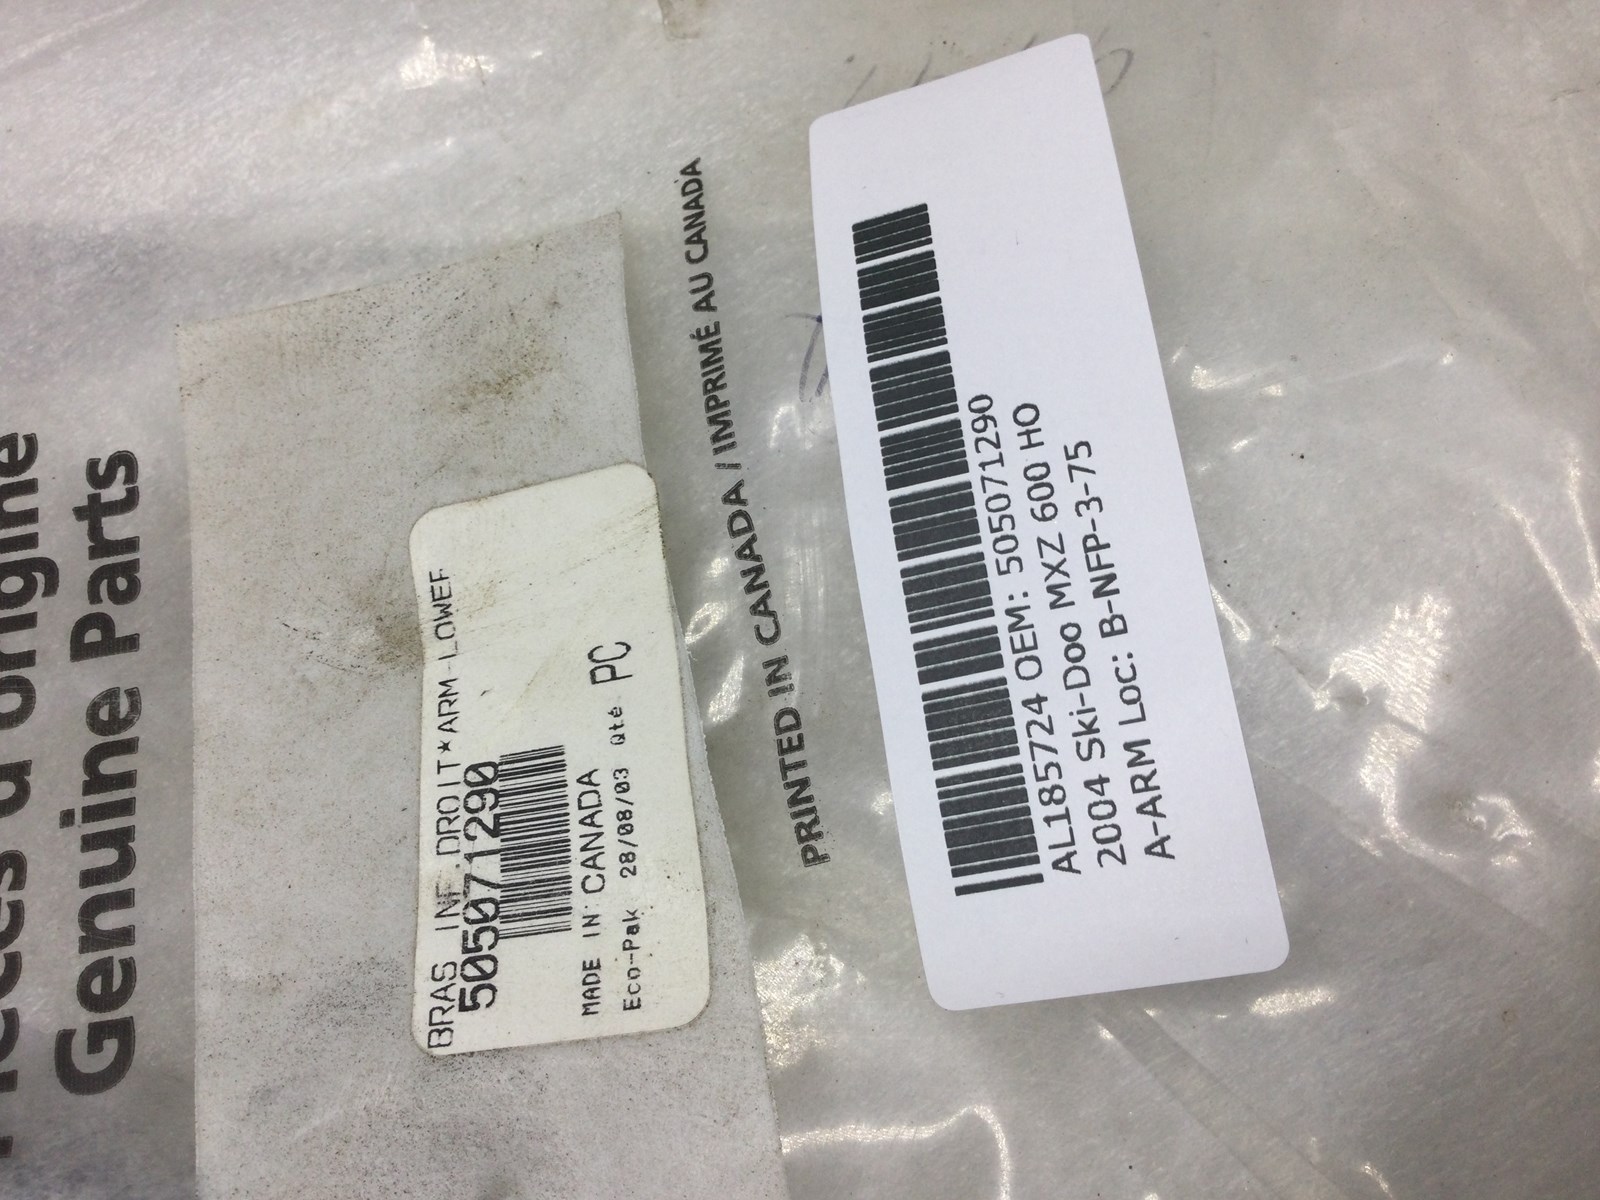 Pièces d'origine
Genuine Parts
BRAS INF.DROIT*ARM-LOWER
505071290
MADE IN CANADA
Eco-Pak 28/08/03 Qté PC
PRINTED IN CANADA / IMPRIMÉ AU CANADA
AL185724 OEM: 505071290
2004 Ski-Doo MXZ 600 HO
A-ARM Loc: B-NFP-3-75